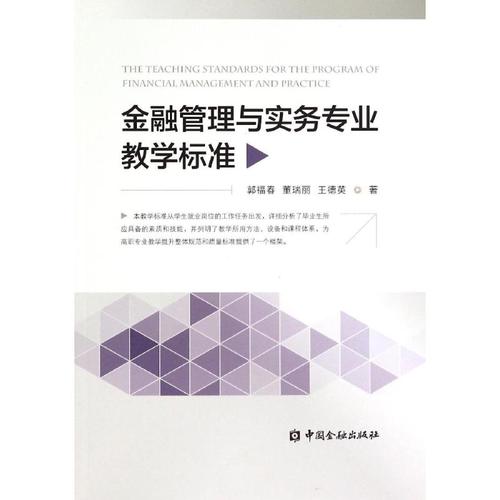 THE TEACHING STANDARDS FOR THE PROGRAM OF
FINANCIAL MANAGEMENT AND PRACTICE
金融管理与实务专业
教学标准
郭福春 董瑞丽 王德英 著
本教学标准从学生就业岗位的工作任务出发，详细分析了毕业生所
应具备的素质和技能，并列明了教学所用方法、设备和课程体系。为
高职专业教学提升整体规范和质量标准提供了一个框架。
中国金融出版社